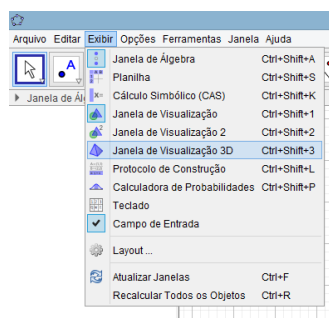 Arquivo Editar Exibir Opções Ferramentas Janela Ajuda
Janela de Álgebra Ctrl+Shift+A
Planilha Ctrl+Shift+S
Cálculo Simbólico (CAS) Ctrl+Shift+K
Janela de Visualização Ctrl+Shift+1
Janela de Visualização 2 Ctrl+Shift+2
Janela de Visualização 3D Ctrl+Shift+3
Protocolo de Construção Ctrl+Shift+L
Calculadora de Probabilidades Ctrl+Shift+P
Teclado
Campo de Entrada
Layout ...
Atualizar Janelas Ctrl+F
Recalcular Todos os Objetos Ctrl+R
A
Janela de Ál